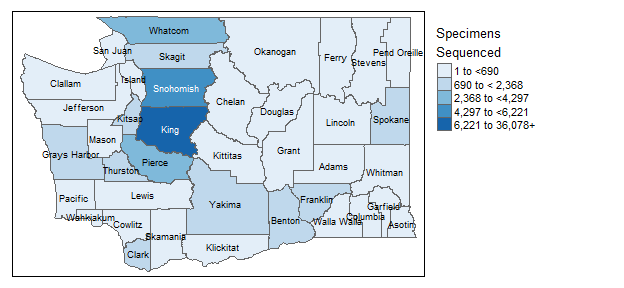 Specimens
Sequenced
1 to <690
690 to < 2,368
2,368 to <4,297
4,297 to <6,221
6,221 to 36,078+
Whatcom
San Juan
Skagit
Okanogan
Ferry
Stevens
Pend Oreille
Clallam
Island
Snohomish
Chelan
Jefferson
Kitsap
King
Douglas
Lincoln
Spokane
Grays Harbor
Mason
Thurston
Pierce
Kittitas
Grant
Adams
Whitman
Pacific
Lewis
Yakima
Benton
Franklin
Walla Walla
Columbia
Garfield
Asotin
Wahkiakum
Cowlitz
Skamania
Clark
Klickitat